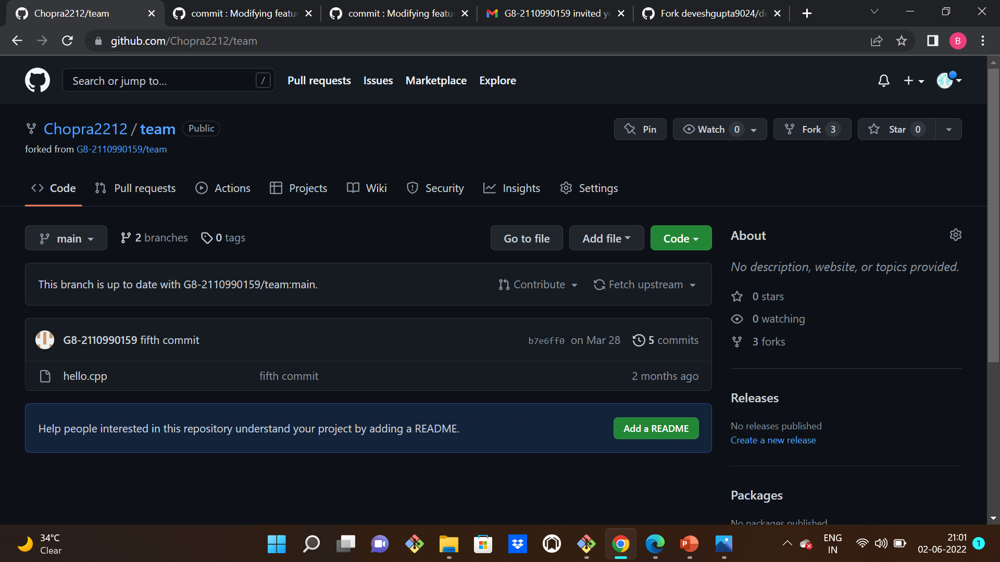 Chopra2212/team
commit : Modifying featu
commit : Modifying featu
G8-2110990159 invited yo
Fork deveshgupta9024/de
github.com/Chopra2212/team
B
Search or jump to... /
Pull requests Issues Marketplace Explore
Chopra2212 / team Public
Pin
Watch 0
Fork 3
Star 0
forked from G8-2110990159/team
Code Pull requests Actions Projects Wiki Security Insights Settings
main 2 branches 0 tags
Go to file Add file Code
This branch is up to date with G8-2110990159/team:main.
Contribute Fetch upstream
G8-2110990159 fifth commit b7e6ff0 on Mar 28 5 commits
hello.cpp fifth commit 2 months ago
Help people interested in this repository understand your project by adding a README.
Add a README
About
No description, website, or topics provided.
0 stars
0 watching
3 forks
Releases
No releases published
Create a new release
Packages
No packages published
34°C
Clear
P
ENG
IN
21:01
02-06-2022
1